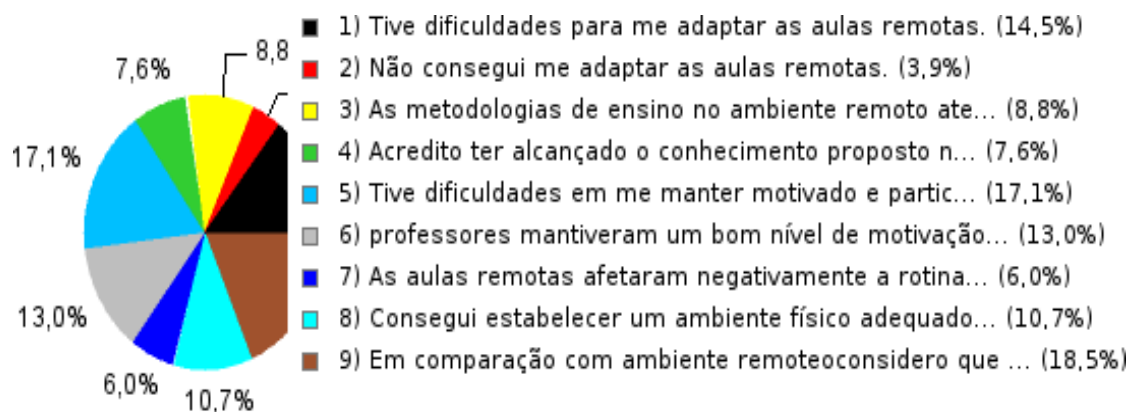 8,8
7,6%
17,1%
13,0%
6,0%
10,7%
1) Tive dificuldades para me adaptar as aulas remotas. (14,5%)
2) Não consegui me adaptar as aulas remotas. (3,9%)
3) As metodologias de ensino no ambiente remoto ate... (8,8%)
4) Acredito ter alcançado o conhecimento proposto n... (7,6%)
5) Tive dificuldades em me manter motivado e partic... (17,1%)
6) professores mantiveram um bom nível de motivação... (13,0%)
7) As aulas remotas afetaram negativamente a rotina... (6,0%)
8) Consegui estabelecer um ambiente físico adequado... (10,7%)
9) Em comparação com ambiente remoteoconsidero que ... (18,5%)